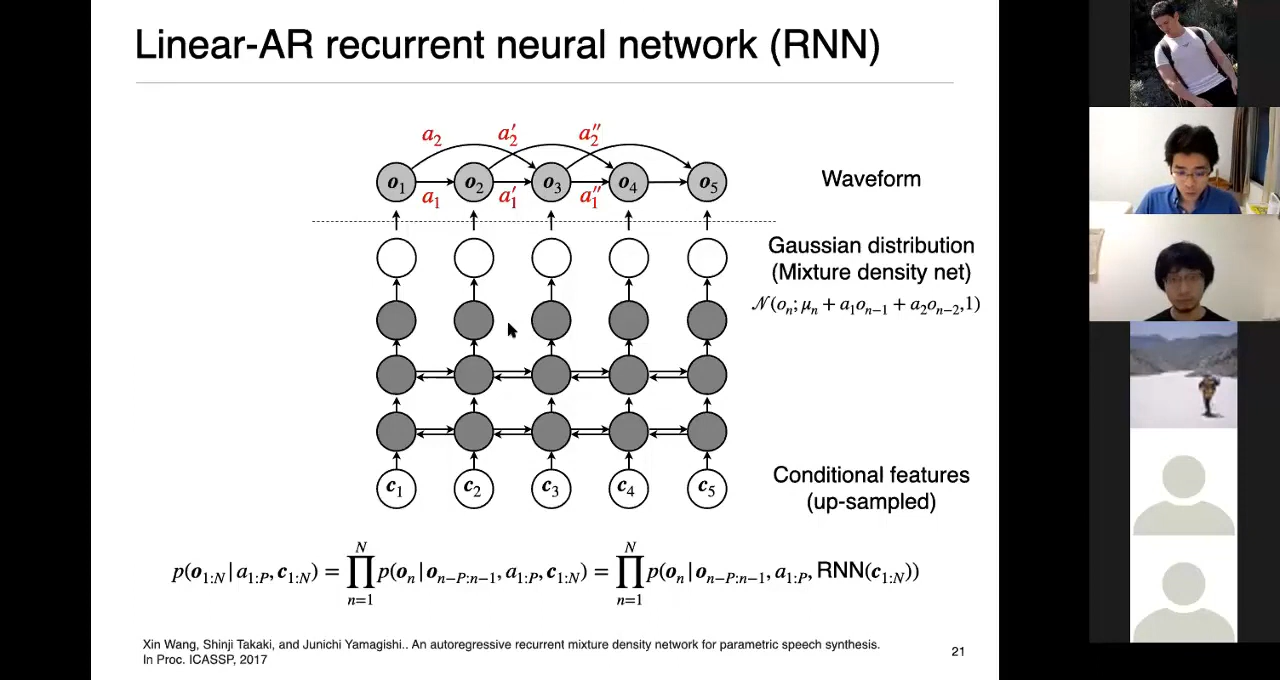 Linear-AR recurrent neural network (RNN)
a₂ a₂′ a₂″
o₁ o₂ o₃ o₄ o₅
a₁ a₁′ a₁″
Waveform
Gaussian distribution
(Mixture density net)
𝒩(oₙ; μₙ + a₁oₙ₋₁ + a₂oₙ₋₂, 1)
c₁ c₂ c₃ c₄ c₅
Conditional features
(up-sampled)
p(o₁:N | a₁:P, c₁:N) = ∏ₙ₌₁ᴺ p(oₙ | oₙ₋P:ₙ₋₁, a₁:P, c₁:N) = ∏ₙ₌₁ᴺ p(oₙ | oₙ₋P:ₙ₋₁, a₁:P, RNN(c₁:N))
Xin Wang, Shinji Takaki, and Junichi Yamagishi.. An autoregressive recurrent mixture density network for parametric speech synthesis.
In Proc. ICASSP, 2017
21